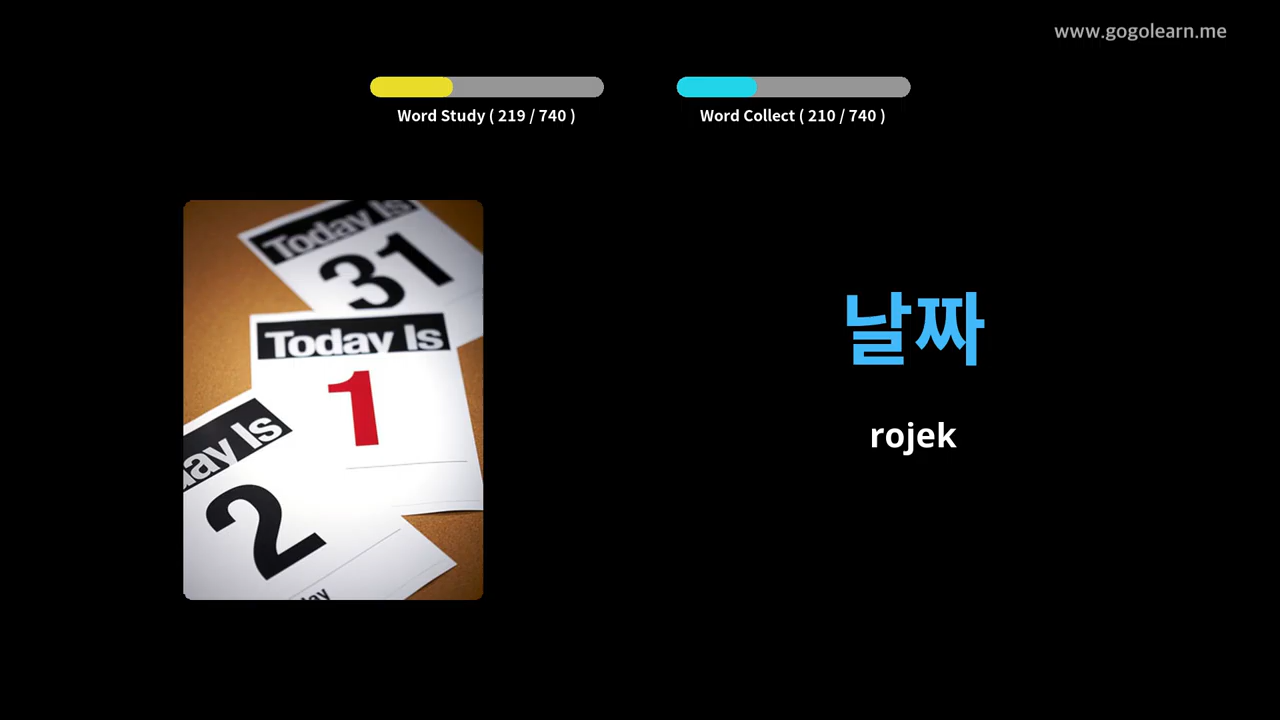 www.gogolearn.me
Word Study ( 219 / 740 )
Word Collect ( 210 / 740 )
Today Is
31
Today Is
1
day Is
2
날짜
rojek